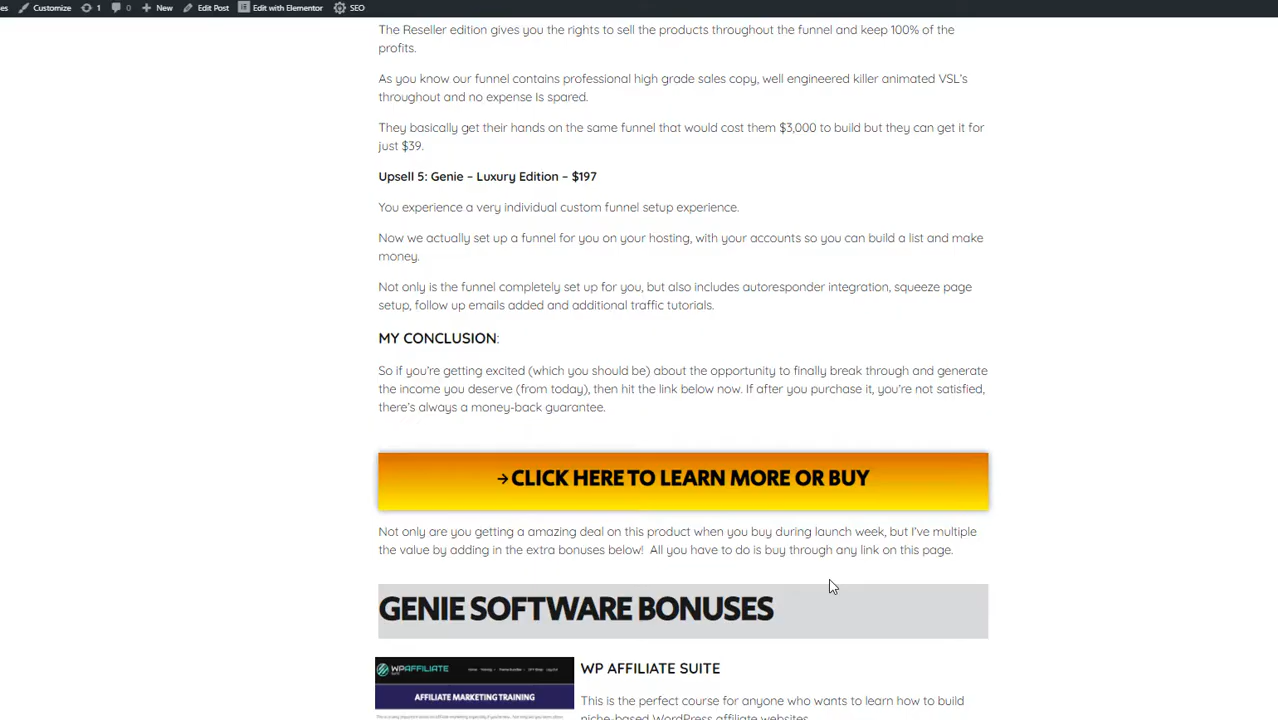 es Customize 1 0 New Edit Post Edit with Elementor SEO
The Reseller edition gives you the rights to sell the products throughout the funnel and keep 100% of the
profits.
As you know our funnel contains professional high grade sales copy, well engineered killer animated VSL's
throughout and no expense Is spared.
They basically get their hands on the same funnel that would cost them $3,000 to build but they can get it for
just $39.
Upsell 5: Genie – Luxury Edition – $197
You experience a very individual custom funnel setup experience.
Now we actually set up a funnel for you on your hosting, with your accounts so you can build a list and make
money.
Not only is the funnel completely set up for you, but also includes autoresponder integration, squeeze page
setup, follow up emails added and additional traffic tutorials.
MY CONCLUSION:
So if you're getting excited (which you should be) about the opportunity to finally break through and generate
the income you deserve (from today), then hit the link below now. If after you purchase it, you're not satisfied,
there's always a money-back guarantee.
→ CLICK HERE TO LEARN MORE OR BUY
Not only are you getting a amazing deal on this product when you buy during launch week, but I've multiple
the value by adding in the extra bonuses below! All you have to do is buy through any link on this page.
GENIE SOFTWARE BONUSES
WPAFFILIATE
AFFILIATE MARKETING TRAINING
WP AFFILIATE SUITE
This is the perfect course for anyone who wants to learn how to build
niche-based WordPress affiliate websites.